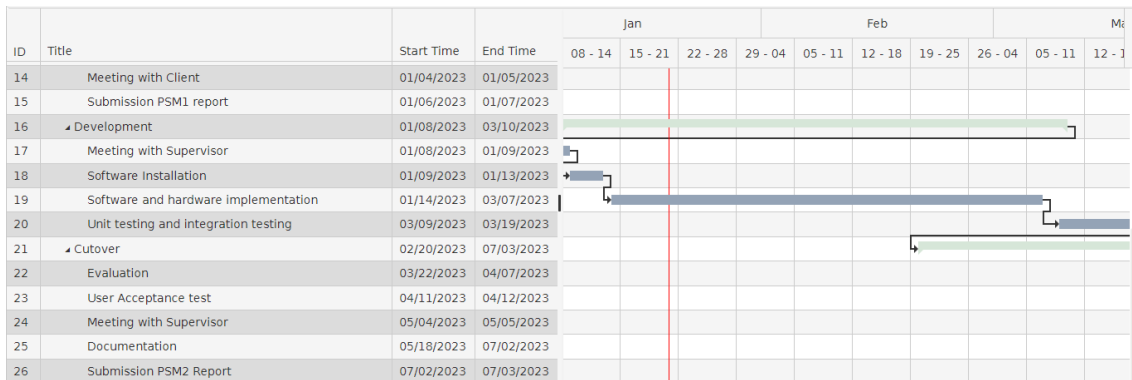 Jan Feb Ma
ID Title Start Time End Time 08 - 14 15 - 21 22 - 28 29 - 04 05 - 11 12 - 18 19 - 25 26 - 04 05 - 11 12 - 1
14 Meeting with Client 01/04/2023 01/05/2023
15 Submission PSM1 report 01/06/2023 01/07/2023
16 Development 01/08/2023 03/10/2023
17 Meeting with Supervisor 01/08/2023 01/09/2023
18 Software Installation 01/09/2023 01/13/2023
19 Software and hardware implementation 01/14/2023 03/07/2023
20 Unit testing and integration testing 03/09/2023 03/19/2023
21 Cutover 02/20/2023 07/03/2023
22 Evaluation 03/22/2023 04/07/2023
23 User Acceptance test 04/11/2023 04/12/2023
24 Meeting with Supervisor 05/04/2023 05/05/2023
25 Documentation 05/18/2023 07/02/2023
26 Submission PSM2 Report 07/02/2023 07/03/2023